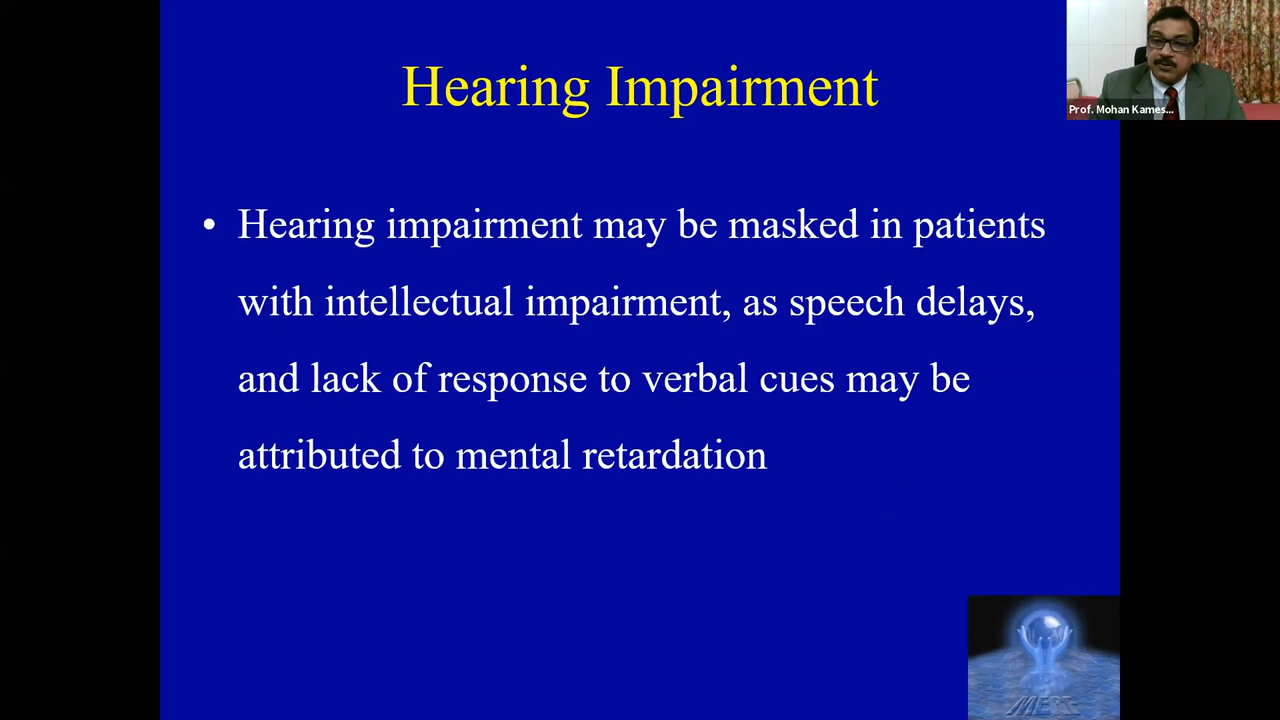 Hearing Impairment
Prof. Mohan Kames...
• Hearing impairment may be masked in patients
with intellectual impairment, as speech delays,
and lack of response to verbal cues may be
attributed to mental retardation